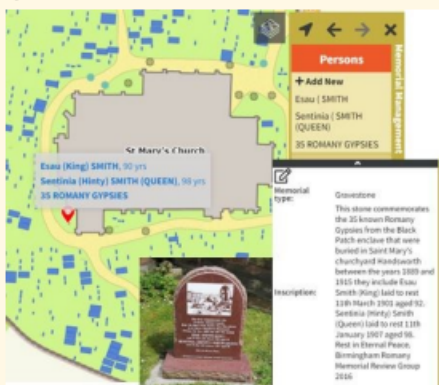 Persons
+ Add New
Esau ( SMITH
Sentinia ( SMITH
(QUEEN)
35 ROMANY GYPSIES
Memorial Management
St Mary's Church
Esau (King) SMITH, 90 yrs
Sentinia (Hinty) SMITH (QUEEN), 98 yrs
35 ROMANY GYPSIES
Memorial
type:
Gravestone
Inscription:
This stone commemorates
the 35 known Romany
Gypsies from the Black
Patch enclave that were
buried in Saint Mary's
churchyard Handsworth
between the years 1889 and
1915 they include Esau
Smith (King) laid to rest
11th March 1901 aged 92.
Sentinia (Hinty) Smith
(Queen) laid to rest 11th
January 1907 aged 98.
Rest in Eternal Peace,
Birmingham Romany
Memorial Review Group
2016